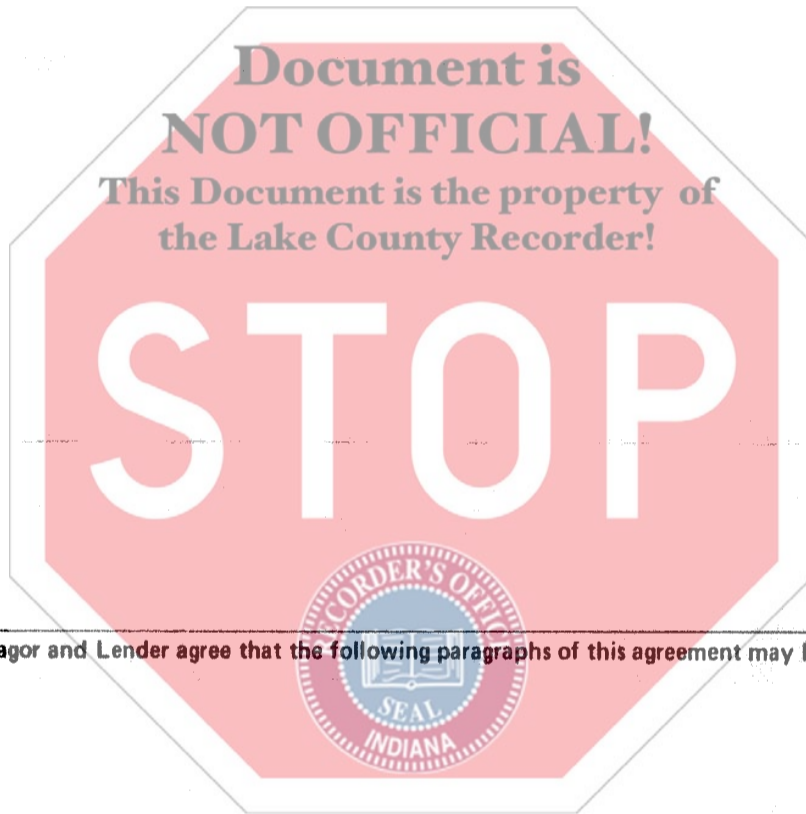 Document is
NOT OFFICIAL!
This Document is the property of
the Lake County Recorder!
STOP
RECORDER'S OFFIC
agor and Lender agree that the following paragraphs of this agreement may
SEAL
INDIANA